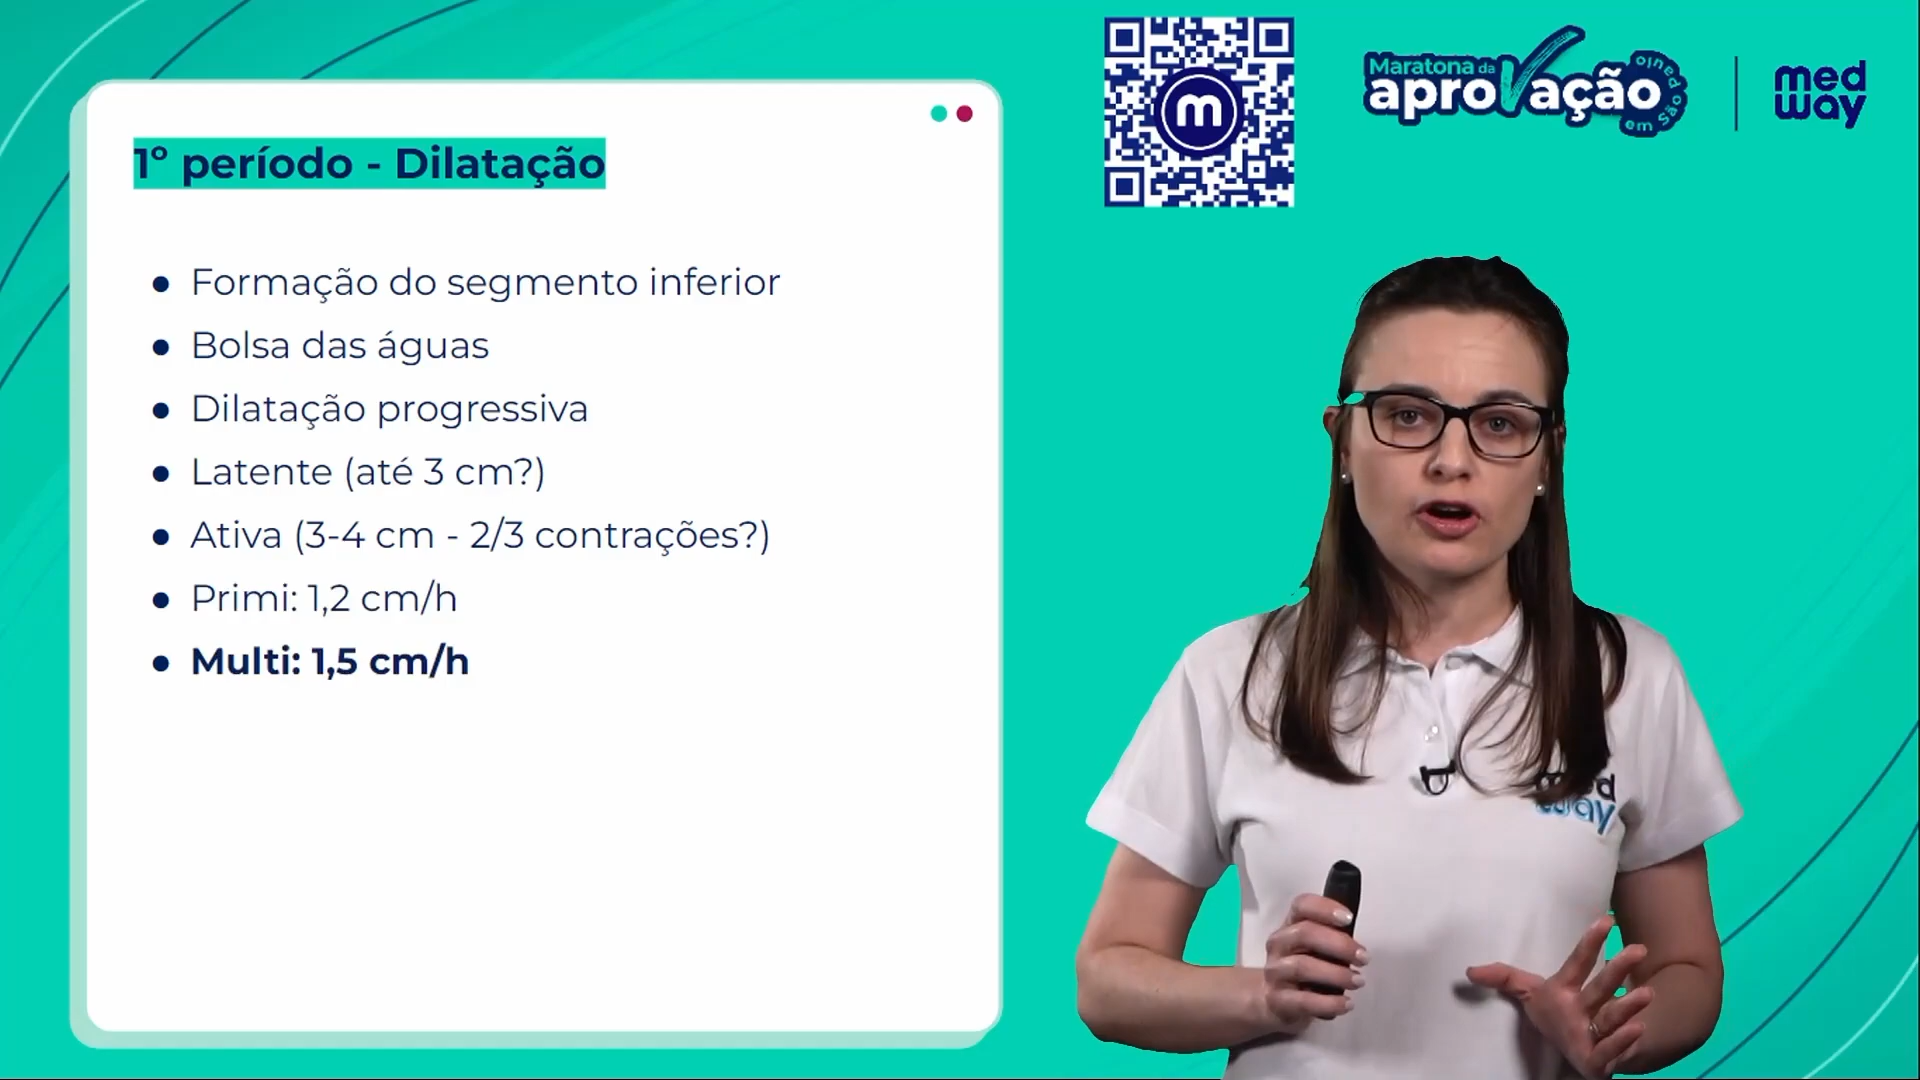 1º período - Dilatação
Formação do segmento inferior
Bolsa das águas
Dilatação progressiva
Latente (até 3 cm?)
Ativa (3-4 cm - 2/3 contrações?)
Primi: 1,2 cm/h
Multi: 1,5 cm/h
m
Maratona da
aproVação
em São Paulo
med
way
med
way